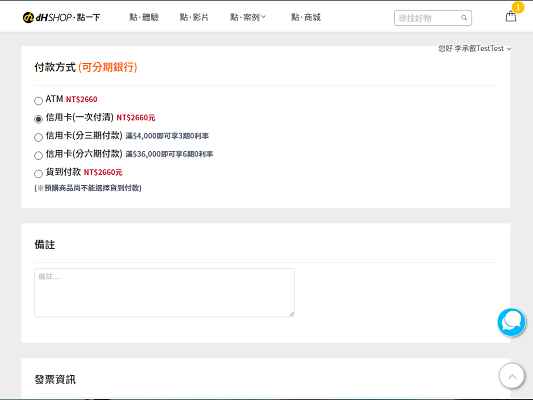 dHSHOP·點一下
點·體驗
點·影片
點·案例
點·商城
尋找好物
1
您好 李承叡TestTest
付款方式 (可分期銀行)
ATM NT$2660
信用卡(一次付清) NT$2660元
信用卡(分三期付款) 滿$4,000即可享3期0利率
信用卡(分六期付款) 滿$36,000即可享6期0利率
貨到付款 NT$2660元
(※預購商品尚不能選擇貨到付款)
備註
備註...
發票資訊